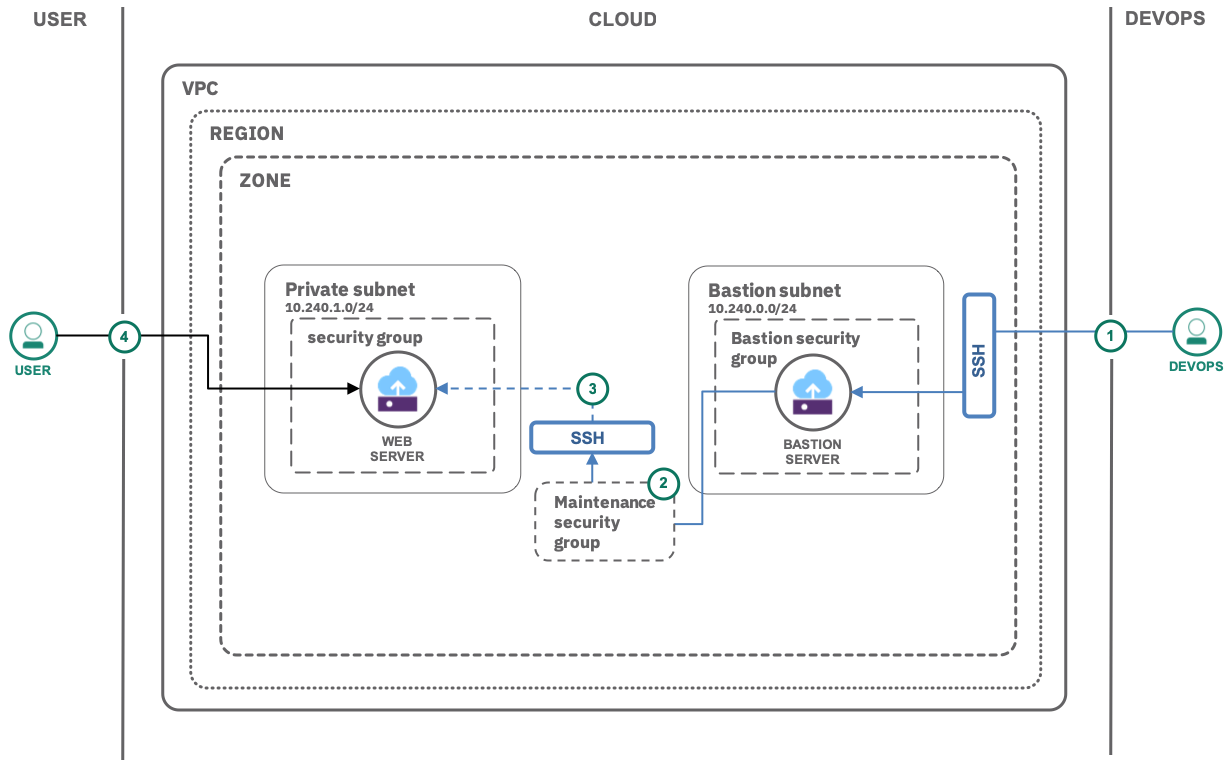 USER
CLOUD
DEVOPS
VPC
REGION
ZONE
Private subnet
10.240.1.0/24
security group
WEB
SERVER
Bastion subnet
10.240.0.0/24
Bastion security
group
BASTION
SERVER
SSH
1
DEVOPS
4
USER
3
SSH
2
Maintenance
security
group